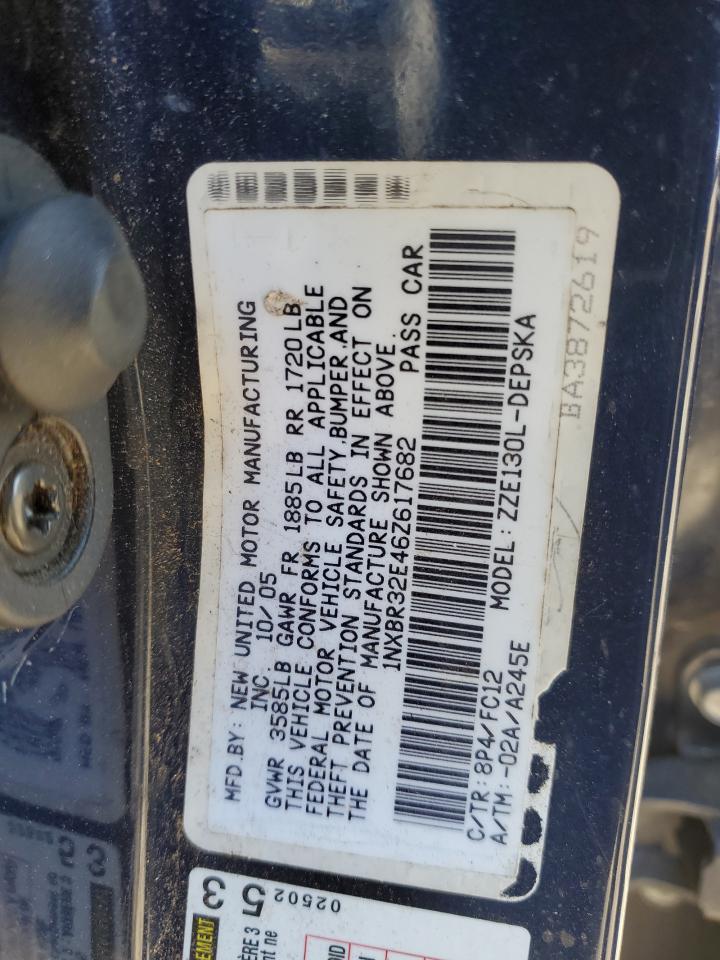 MFD.BY: NEW UNITED MOTOR MANUFACTURING
INC. 10/05
GVWR 3585LB GAWR FR 1885LB RR 1720LB
THIS VEHICLE CONFORMS TO ALL APPLICABLE
FEDERAL MOTOR VEHICLE SAFETY,BUMPER,AND
THEFT PREVENTION STANDARDS IN EFFECT ON
THE DATE OF MANUFACTURE SHOWN ABOVE.
1NXBR32E46Z617682 PASS CAR
C/TR:8P4/FC12 MODEL:ZZE130L-DEPSKA
A/TM:-02A/A245E
BA3872619
02502